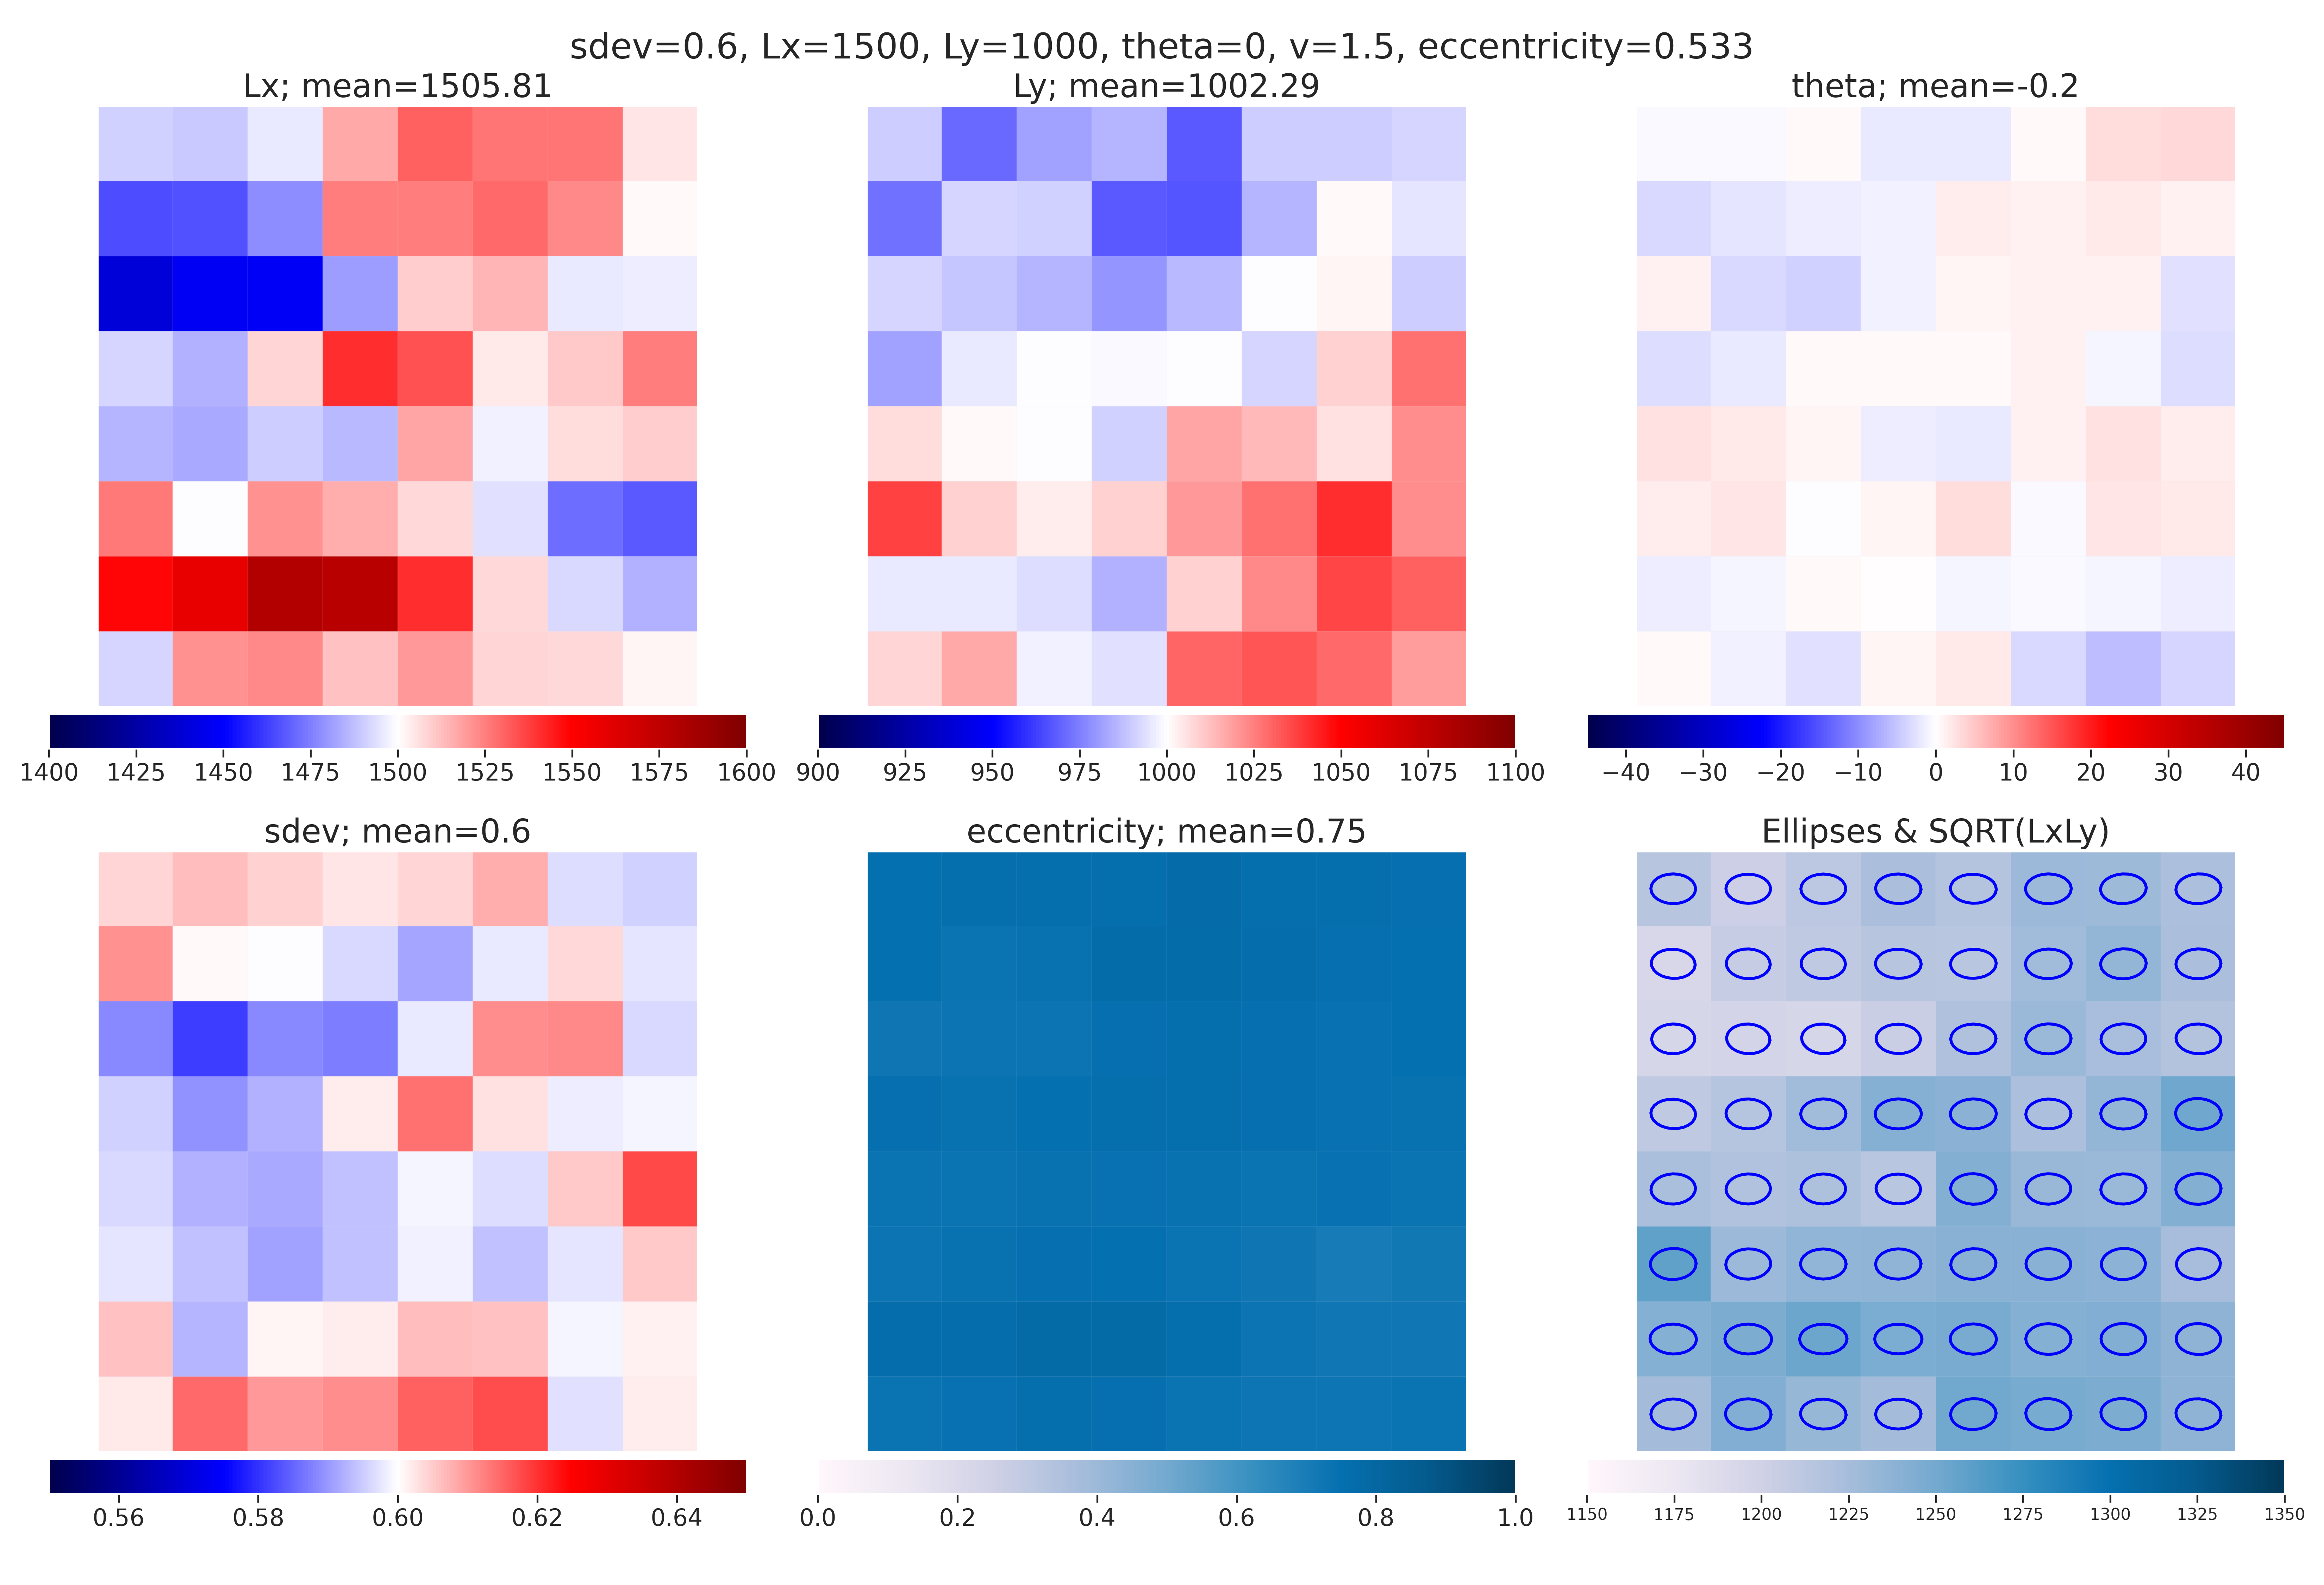 sdev=0.6, Lx=1500, Ly=1000, theta=0, v=1.5, eccentricity=0.533
Lx; mean=1505.81
Ly; mean=1002.29
theta; mean=-0.2
1400 1425 1450 1475 1500 1525 1550 1575 1600
900 925 950 975 1000 1025 1050 1075 1100
−40 −30 −20 −10 0 10 20 30 40
sdev; mean=0.6
eccentricity; mean=0.75
Ellipses & SQRT(LxLy)
0.56 0.58 0.60 0.62 0.64
0.0 0.2 0.4 0.6 0.8 1.0
1150 1175 1200 1225 1250 1275 1300 1325 1350